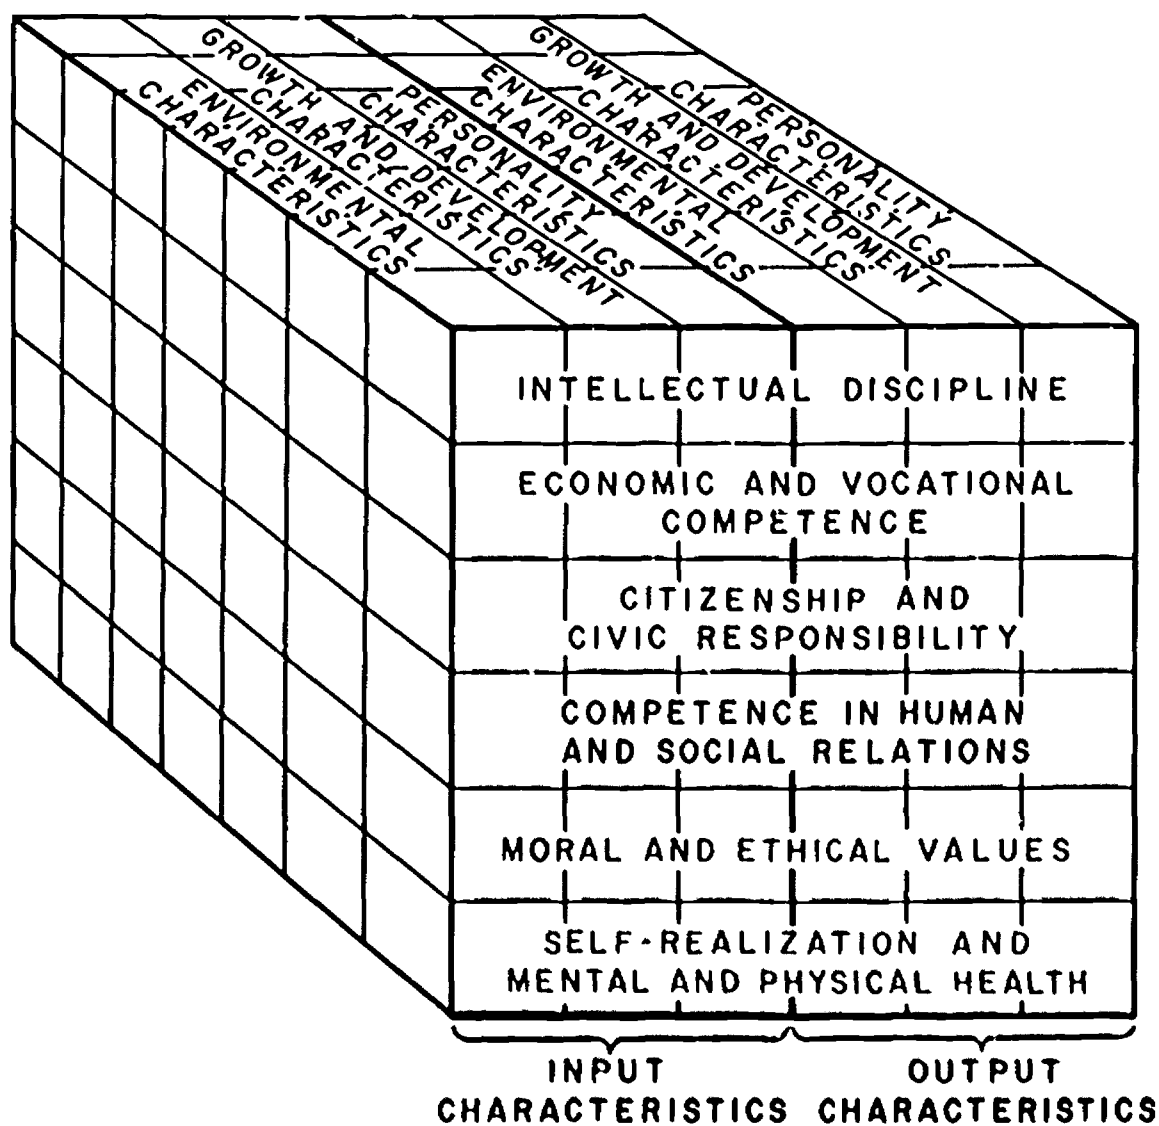 ENVIRONMENTAL
CHARACTERISTICS
GROWTH AND DEVELOPMENT
CHARACTERISTICS
PERSONALITY
CHARACTERISTICS
ENVIRONMENTAL
CHARACTERISTICS
GROWTH AND DEVELOPMENT
CHARACTERISTICS
PERSONALITY
CHARACTERISTICS
INTELLECTUAL DISCIPLINE
ECONOMIC AND VOCATIONAL
COMPETENCE
CITIZENSHIP AND
CIVIC RESPONSIBILITY
COMPETENCE IN HUMAN
AND SOCIAL RELATIONS
MORAL AND ETHICAL VALUES
SELF-REALIZATION AND
MENTAL AND PHYSICAL HEALTH
INPUT
CHARACTERISTICS
OUTPUT
CHARACTERISTICS